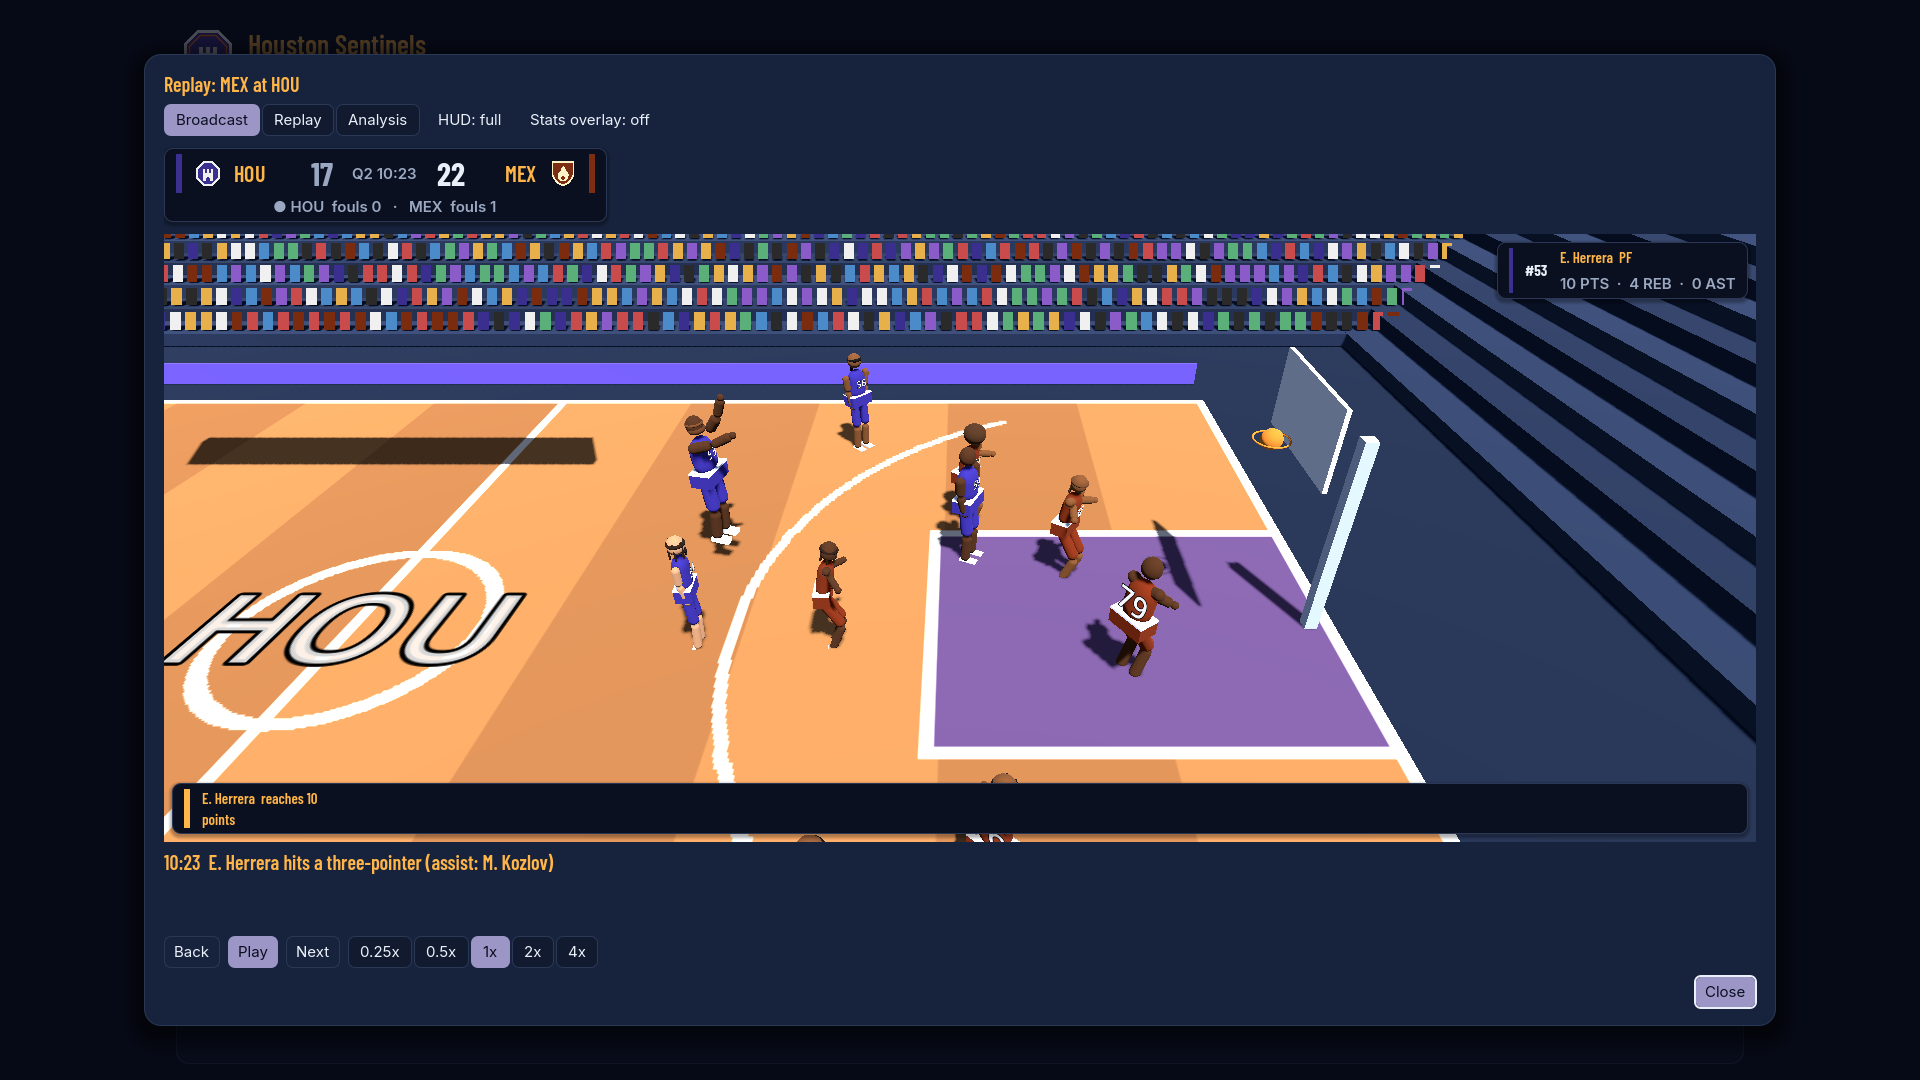 Houston Sentinels
Replay: MEX at HOU
Broadcast Replay Analysis HUD: full Stats overlay: off
HOU 17 Q2 10:23 22 MEX
HOU fouls 0 · MEX fouls 1
#53
E. Herrera PF
10 PTS · 4 REB · 0 AST
56
79
HOU
E. Herrera reaches 10
points
10:23 E. Herrera hits a three-pointer (assist: M. Kozlov)
Back Play Next 0.25x 0.5x 1x 2x 4x
Close